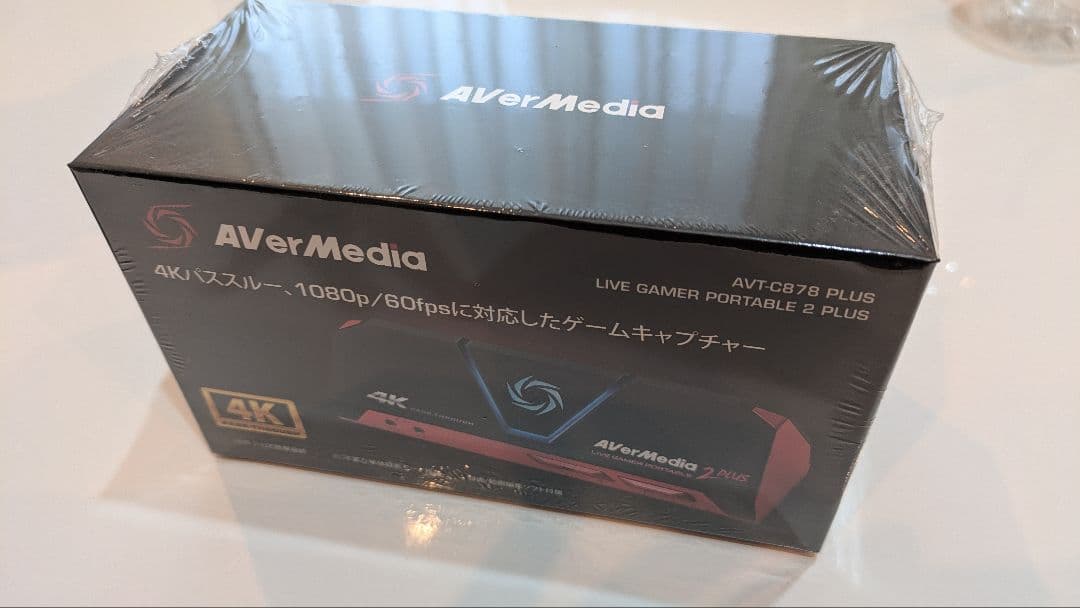 AVerMedia
AVerMedia
4Kパススルー、1080p/60fpsに対応したゲームキャプチャー
AVT-C878 PLUS
LIVE GAMER PORTABLE 2 PLUS
4K
4K
AVerMedia
LIVE GAMER PORTABLE 2 PLUS